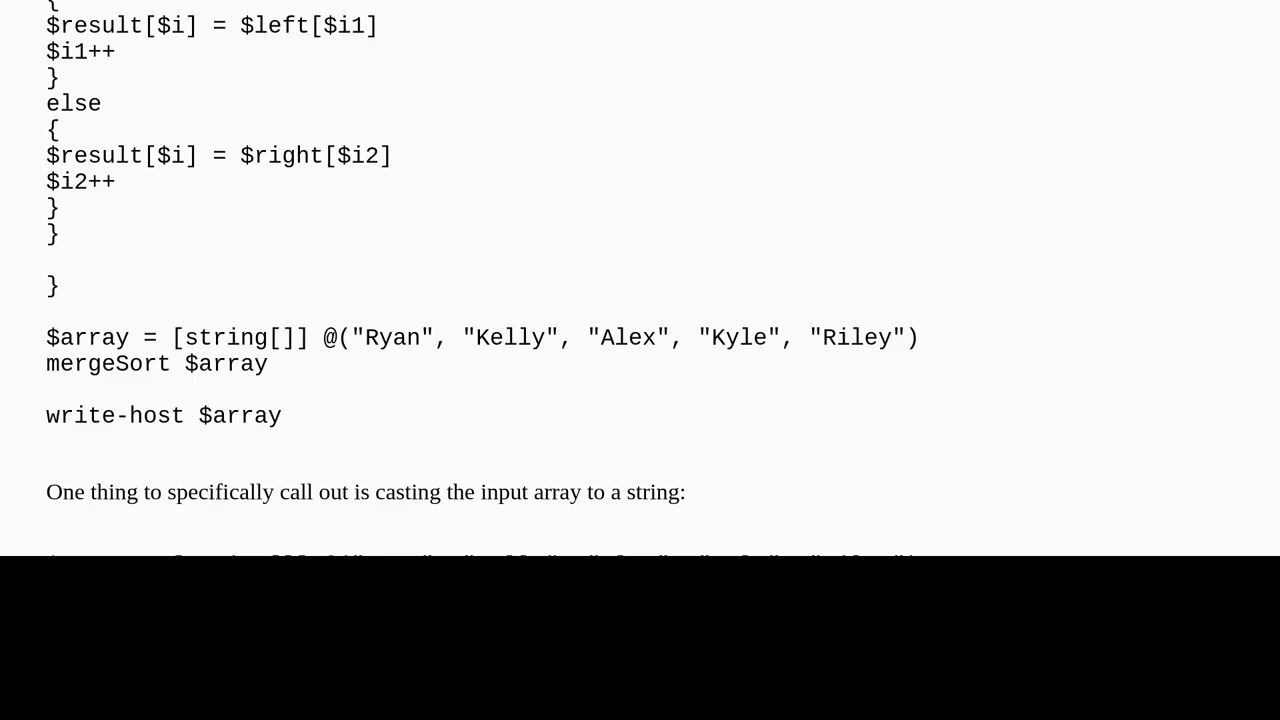 {
$result[$i] = $left[$i1]
$i1++
}
else
{
$result[$i] = $right[$i2]
$i2++
}
}
}
$array = [string[]] @("Ryan", "Kelly", "Alex", "Kyle", "Riley")
mergeSort $array
write-host $array
One thing to specifically call out is casting the input array to a string: